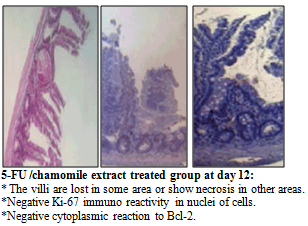 5-FU /chamomile extract treated group at day 12:
* The villi are lost in some area or show necrosis in other areas.
*Negative Ki-67 immuno reactivity in nuclei of cells.
*Negative cytoplasmic reaction to Bcl-2.